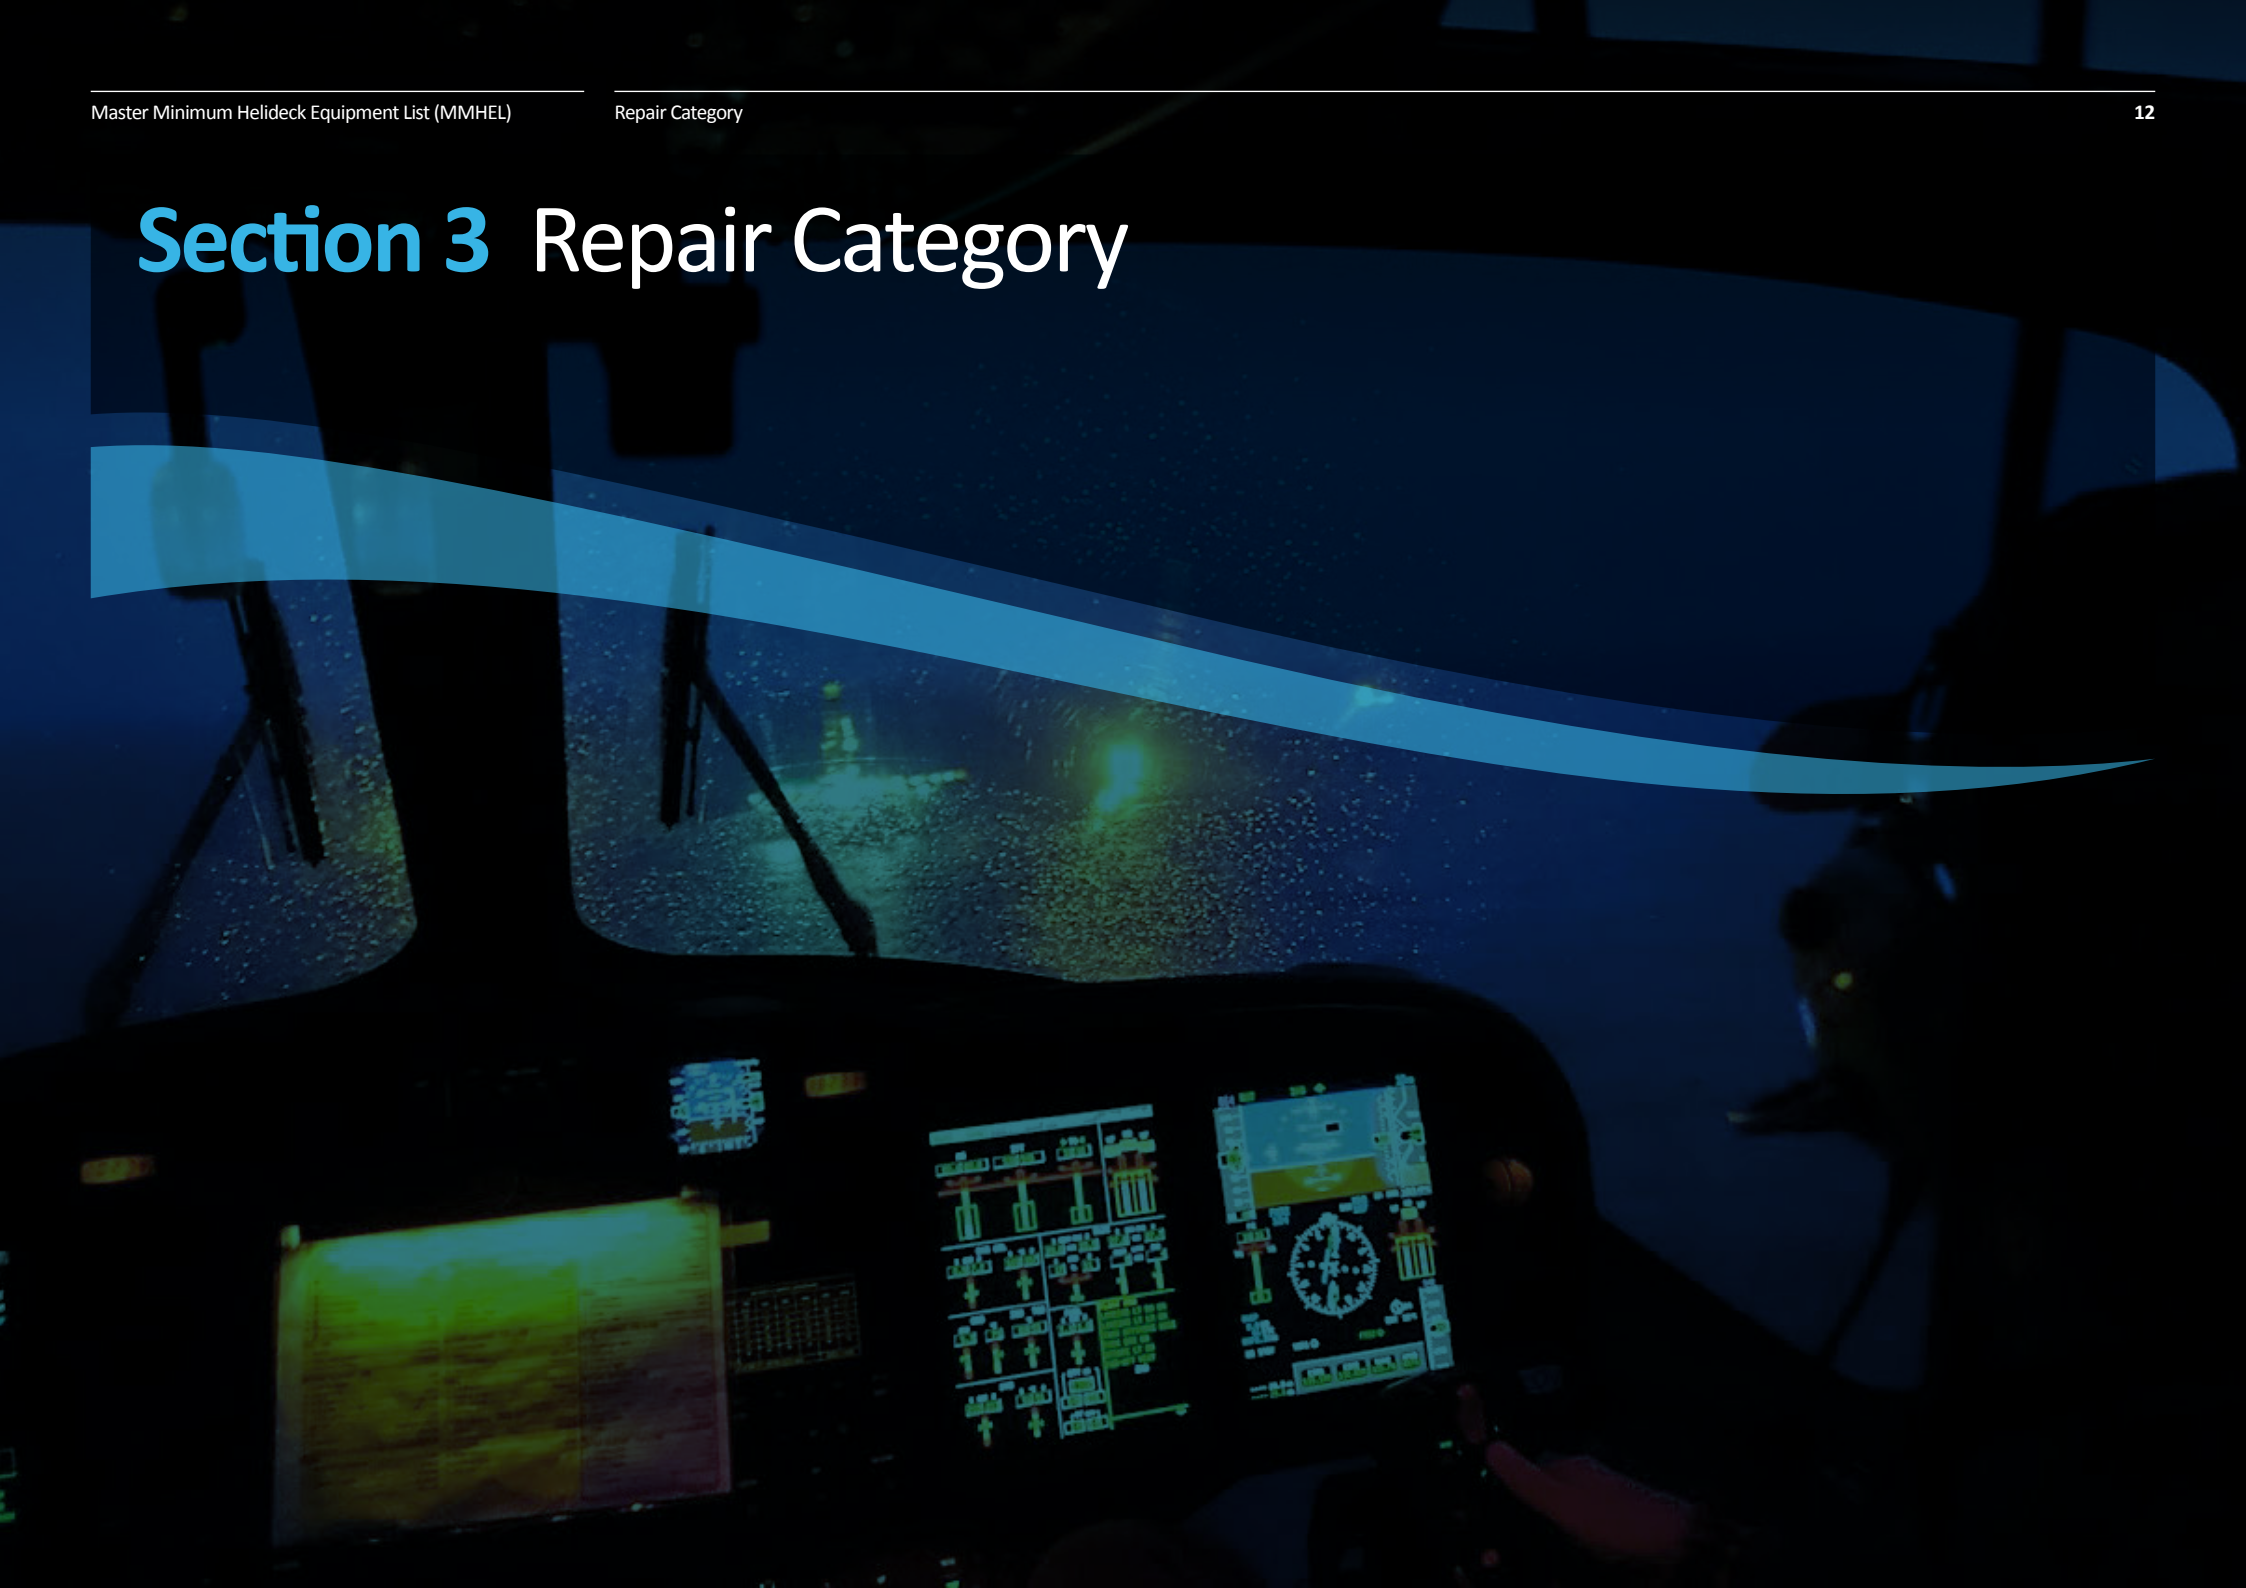 Master Minimum Helideck Equipment List (MMHEL)
Repair Category
12
Section 3 Repair Category